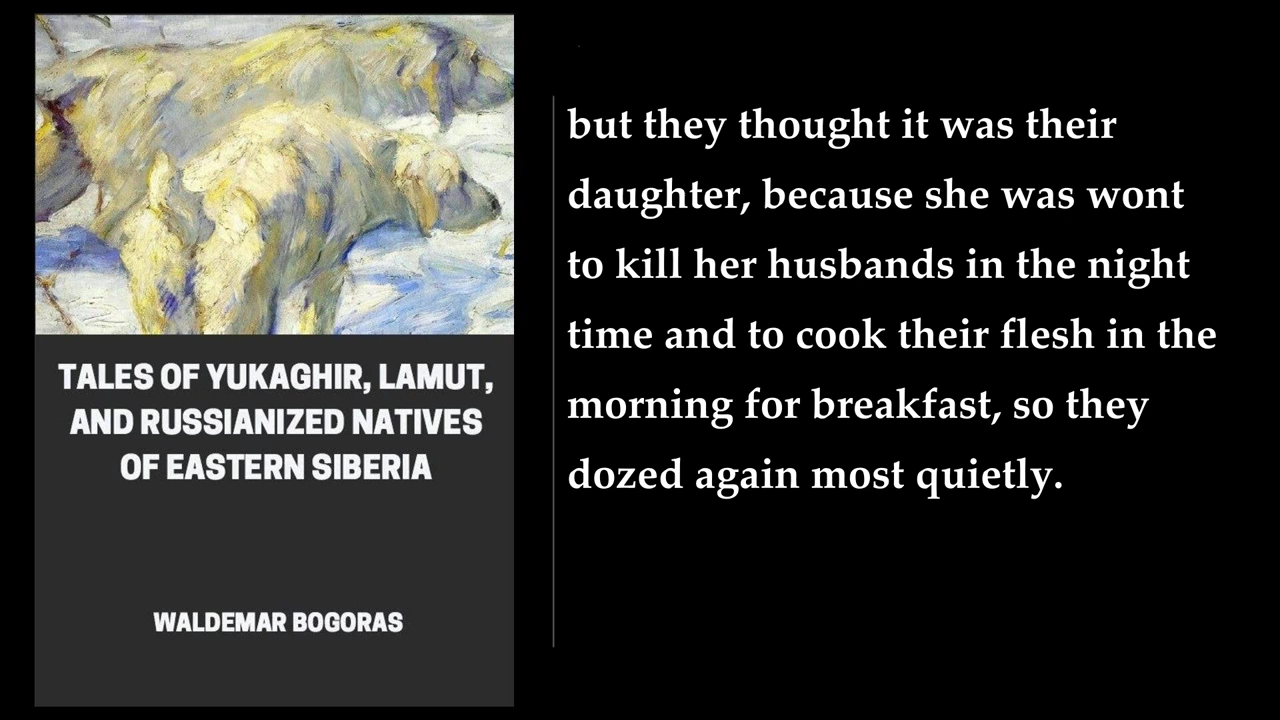 TALES OF YUKAGHIR, LAMUT,
AND RUSSIANIZED NATIVES
OF EASTERN SIBERIA
WALDEMAR BOGORAS
but they thought it was their
daughter, because she was wont
to kill her husbands in the night
time and to cook their flesh in the
morning for breakfast, so they
dozed again most quietly.